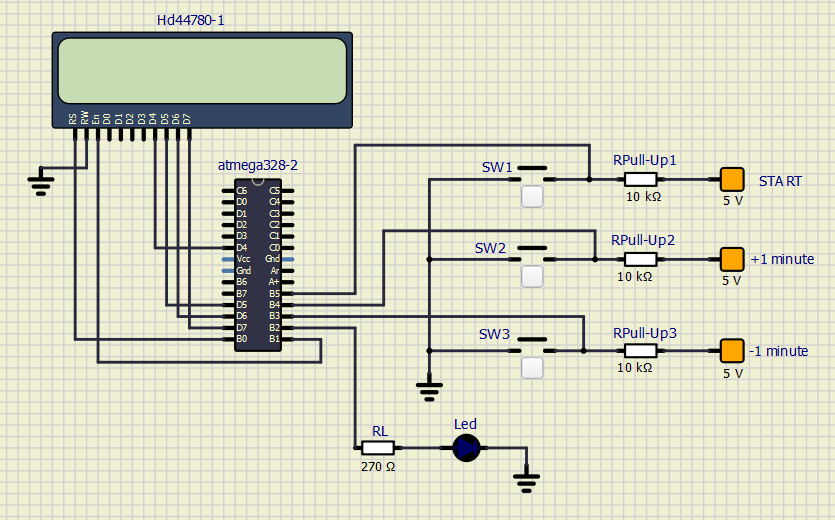 Hd44780-1
RS RW En D0 D1 D2 D3 D4 D5 D6 D7
atmega328-2
C6 C5
D0 C4
D1 C3
D2 C2
D3 C1
D4 C0
Vcc Gnd
Gnd Ar
B6 A+
B7 B5
D5 B4
D6 B3
D7 B2
B0 B1
SW1 RPull-Up1
10 kΩ 5 V START
SW2 RPull-Up2
10 kΩ 5 V +1 minute
SW3 RPull-Up3
10 kΩ 5 V -1 minute
RL Led
270 Ω